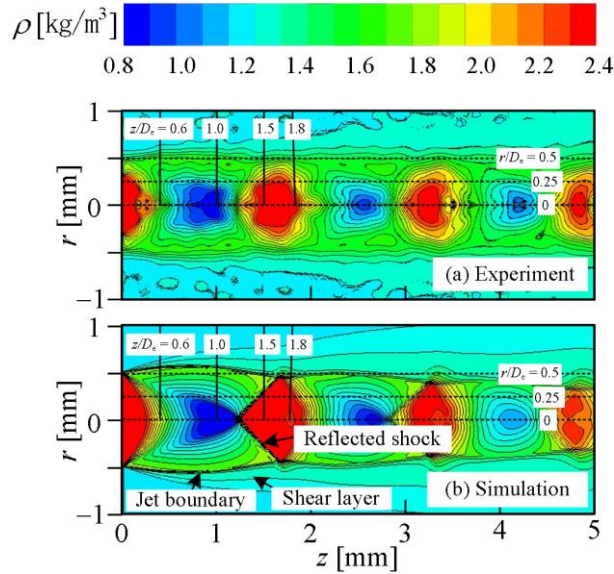 ρ [kg/m³]
0.8 1.0 1.2 1.4 1.6 1.8 2.0 2.2 2.4
1
z/Dₑ = 0.6 1.0 1.5 1.8 r/Dₑ = 0.5
0.25
r [mm] 0 0
(a) Experiment
−1
1
z/Dₑ = 0.6 1.0 1.5 1.8 r/Dₑ = 0.5
0.25
r [mm] 0 0
Reflected shock
Jet boundary Shear layer (b) Simulation
−1
0 1 2 3 4 5
z [mm]